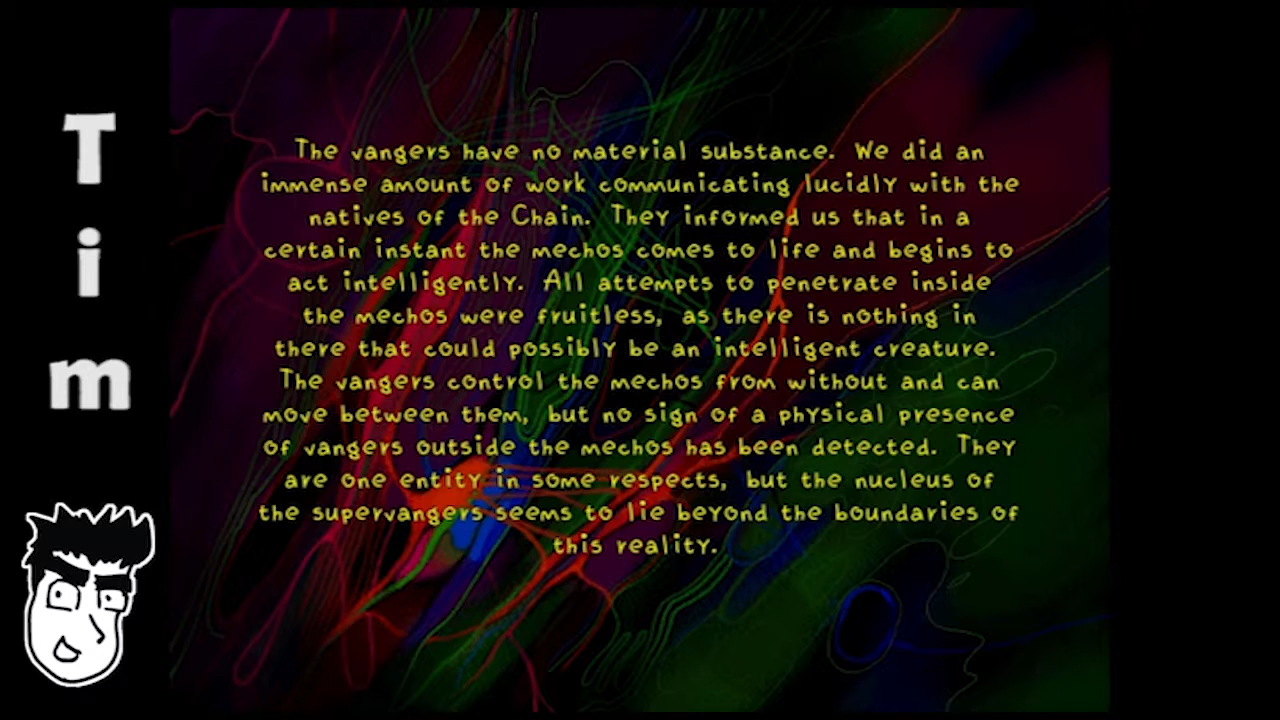 Tim
The vangers have no material substance. We did an
immense amount of work communicating lucidly with the
natives of the Chain. They informed us that in a
certain instant the mechos comes to life and begins to
act intelligently. All attempts to penetrate inside
the mechos were fruitless, as there is nothing in
there that could possibly be an intelligent creature.
The vangers control the mechos from without and can
move between them, but no sign of a physical presence
of vangers outside the mechos has been detected. They
are one entity in some respects, but the nucleus of
the supervangers seems to lie beyond the boundaries of
this reality.